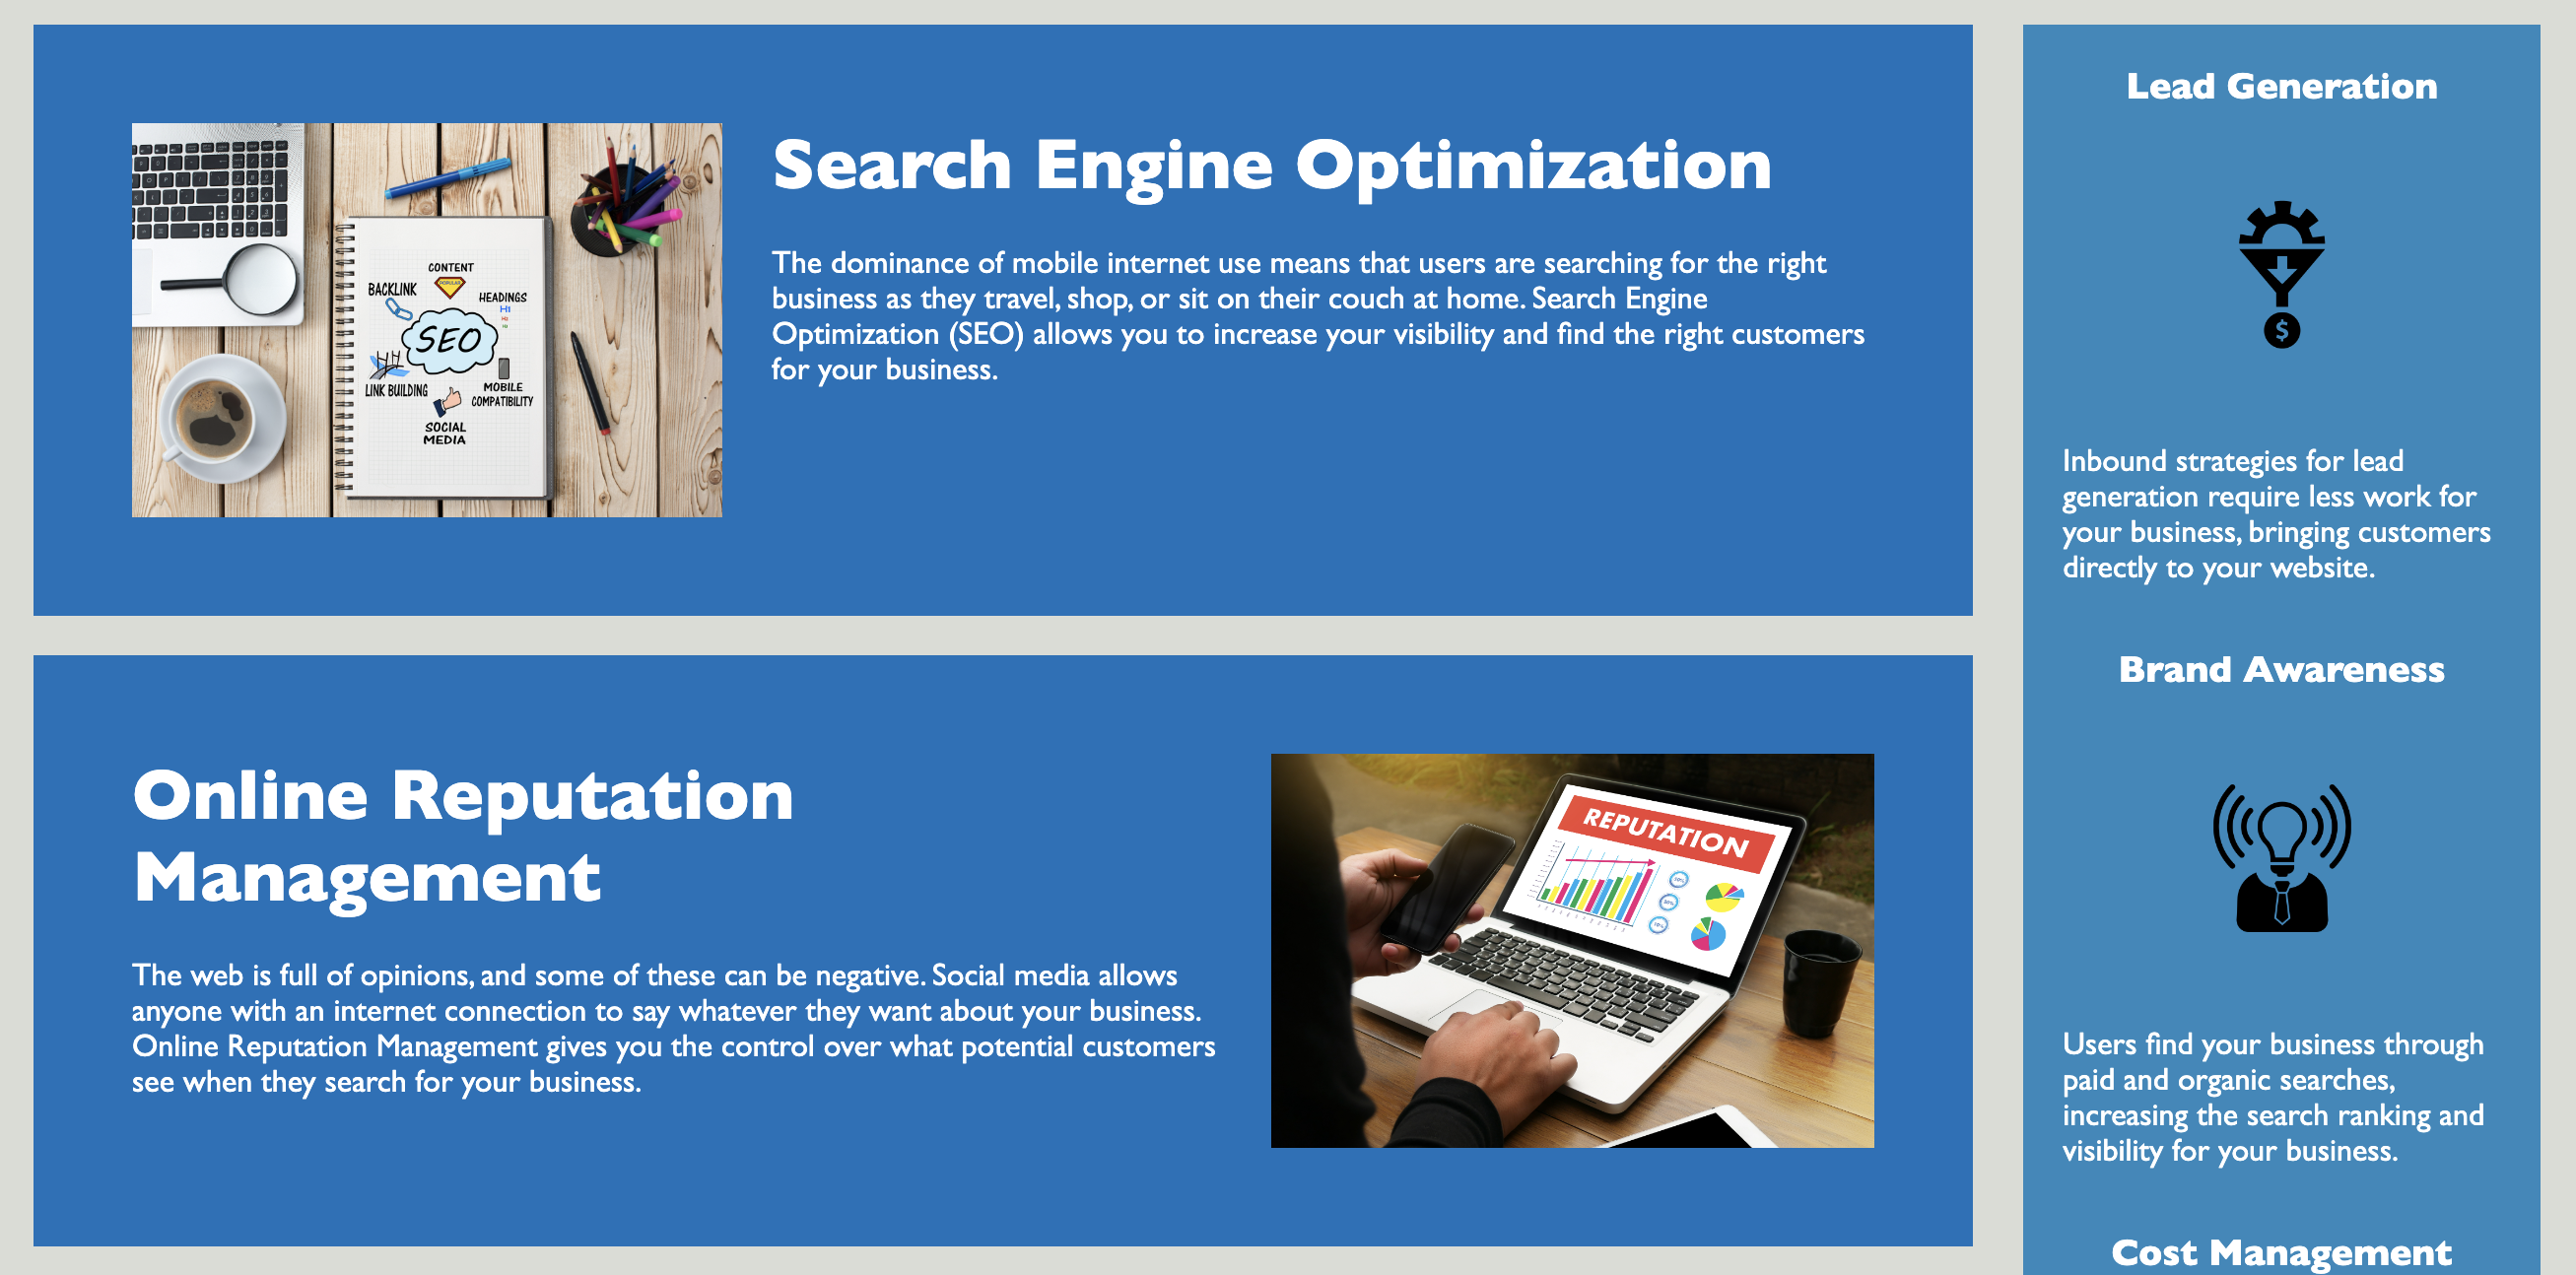 Search Engine Optimization
The dominance of mobile internet use means that users are searching for the right
business as they travel, shop, or sit on their couch at home. Search Engine
Optimization (SEO) allows you to increase your visibility and find the right customers
for your business.
CONTENT
POPULAR
BACKLINK
HEADINGS
H1
H2
H3
SEO
LINK BUILDING
MOBILE
COMPATIBILITY
SOCIAL
MEDIA
Online Reputation
Management
The web is full of opinions, and some of these can be negative. Social media allows
anyone with an internet connection to say whatever they want about your business.
Online Reputation Management gives you the control over what potential customers
see when they search for your business.
REPUTATION
Lead Generation
$
Inbound strategies for lead
generation require less work for
your business, bringing customers
directly to your website.
Brand Awareness
Users find your business through
paid and organic searches,
increasing the search ranking and
visibility for your business.
Cost Management